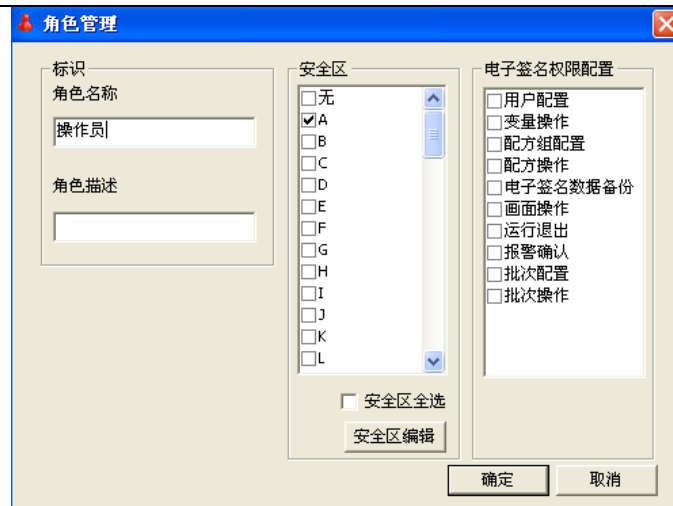 角色管理
标识
角色名称
操作员
角色描述
安全区
无
A
B
C
D
E
F
G
H
I
J
K
L
安全区全选
安全区编辑
电子签名权限配置
用户配置
变量操作
配方组配置
配方操作
电子签名数据备份
画面操作
运行退出
报警确认
批次配置
批次操作
确定
取消